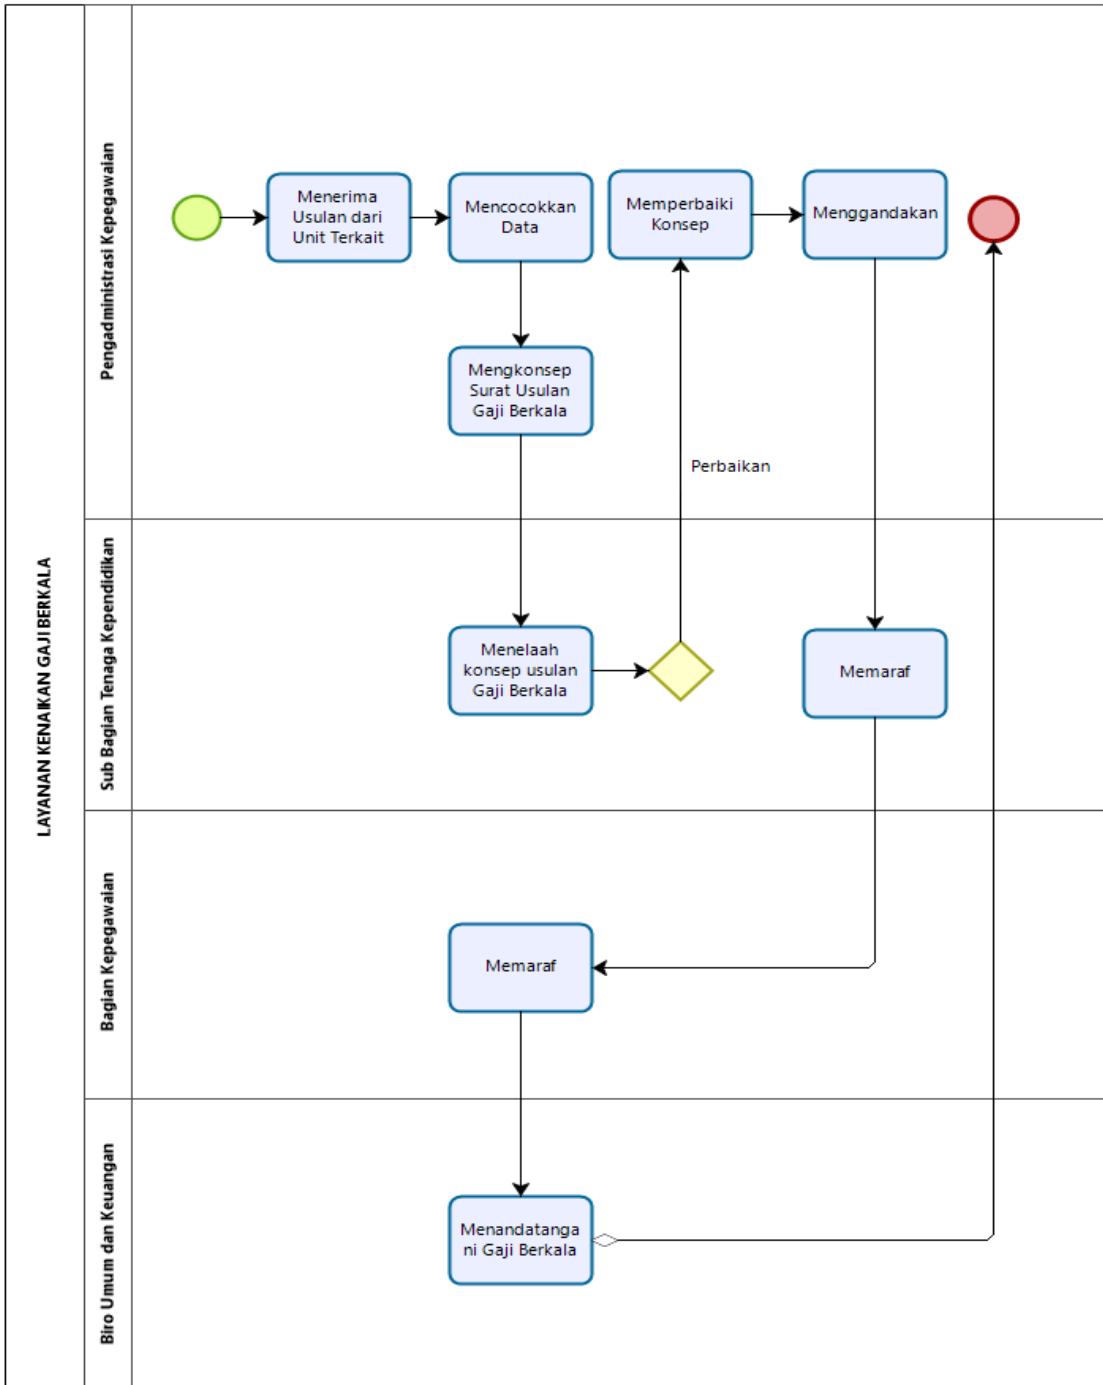 LAYANAN KENAIKAN GAJI BERKALA
Pengadministrasi Kepegawaian
Menerima
Usulan dari
Unit Terkait
Mencocokkan
Data
Memperbaiki
Konsep
Menggandakan
Mengkonsep
Surat Usulan
Gaji Berkala
Perbaikan
Sub Bagian Tenaga Kependidikan
Menelaah
konsep usulan
Gaji Berkala
Memaraf
Bagian Kepegawaian
Memaraf
Biro Umum dan Keuangan
Menandatanga
ni Gaji Berkala